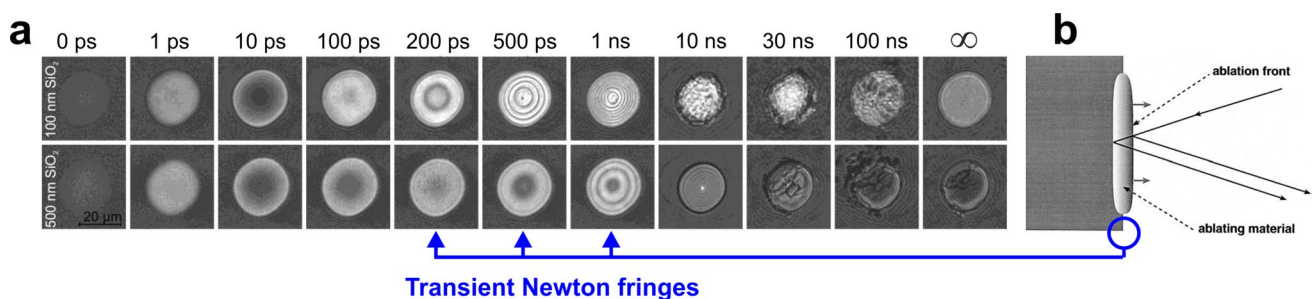 a
0 ps 1 ps 10 ps 100 ps 200 ps 500 ps 1 ns 10 ns 30 ns 100 ns ∞
100 nm SiO₂
500 nm SiO₂
20 µm
Transient Newton fringes
b
ablation front
ablating material